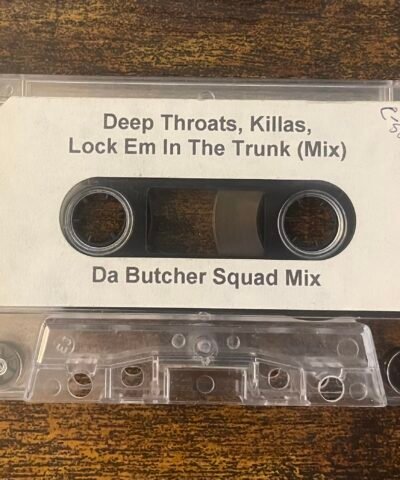 Deep Throats, Killas,
Lock Em In The Trunk (Mix)
Da Butcher Squad Mix